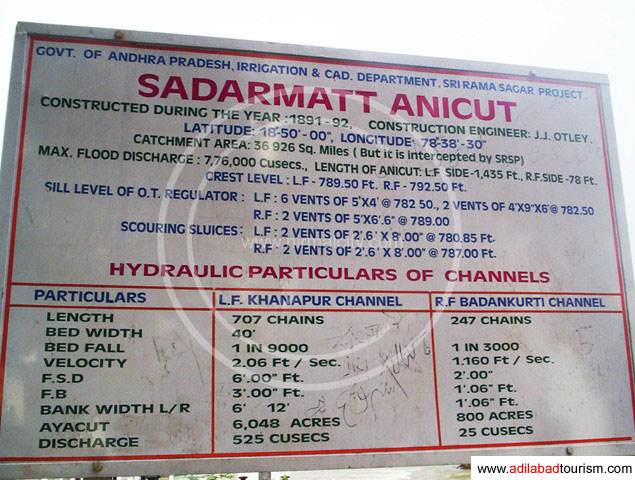 GOVT. OF ANDHRA PRADESH, IRRIGATION & CAD. DEPARTMENT, SRI RAMA SAGAR PROJECT.
SADARMATT ANICUT
CONSTRUCTED DURING THE YEAR :1891-92, CONSTRUCTION ENGINEER: J.J. OTLEY.
LATITUDE: 18°-50'-00", LONGITUDE: 78°-38'-30"
CATCHMENT AREA: 36 926 Sq. Miles ( But it is intercepted by SRSP)
MAX. FLOOD DISCHARGE : 7,76,000 Cusecs., LENGTH OF ANICUT: L.F. SIDE-1,435 Ft., R.F.SIDE-78 Ft.
CREST LEVEL : L.F - 789.50 Ft. R.F - 792.50 Ft.
SILL LEVEL OF O.T. REGULATOR : L.F : 6 VENTS OF 5'X4' @ 782 50., 2 VENTS OF 4'X9"X6'@ 782.50
R.F : 2 VENTS OF 5'X6.'6" @ 789.00
SCOURING SLUICES: L.F : 2 VENTS OF 2'.6' X 8'.00" @ 780.85 Ft.
R.F : 2 VENTS OF 2'.6' X 8'.00" @ 787.00 Ft.
HYDRAULIC PARTICULARS OF CHANNELS
PARTICULARS L.F. KHANAPUR CHANNEL R.F BADANKURTI CHANNEL
LENGTH 707 CHAINS 247 CHAINS
BED WIDTH 40'
BED FALL 1 IN 9000 1 IN 3000
VELOCITY 2.06 Ft / Sec. 1.160 Ft / Sec.
F.S.D 6'.00" Ft. 2'.00"
F.B 3'.00" Ft. 1'.06" Ft.
BANK WIDTH L/R 6' 12' 1'.06" Ft.
AYACUT 6,048 ACRES 800 ACRES
DISCHARGE 525 CUSECS 25 CUSECS
www.adilabadtourism.com